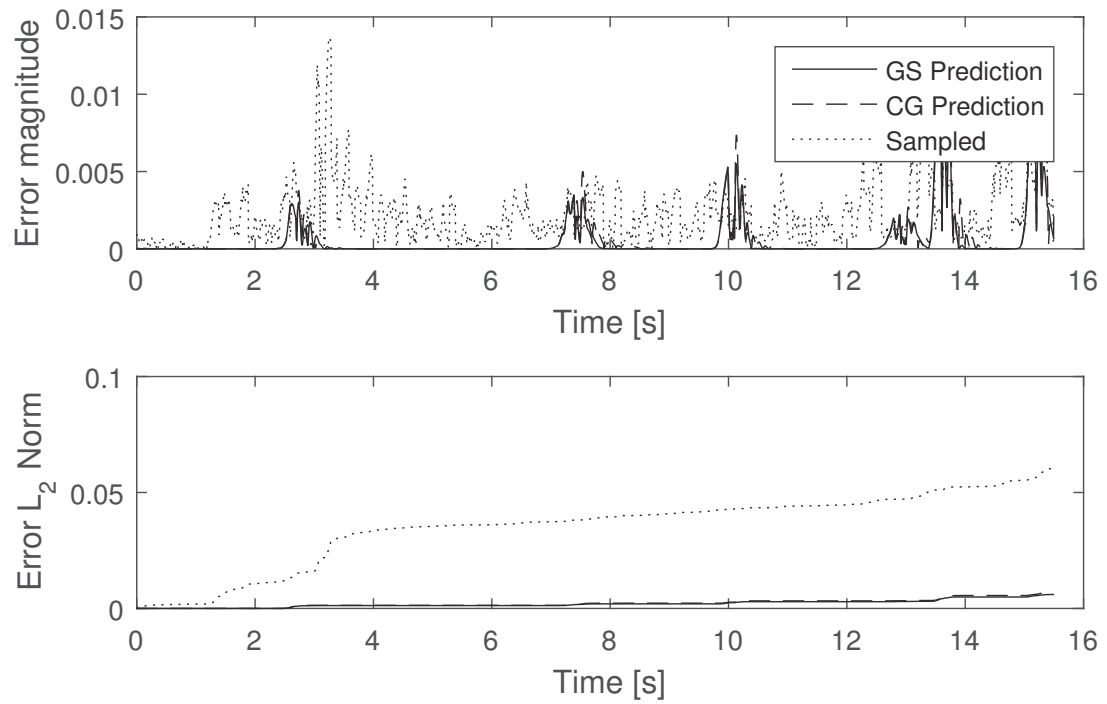 0.015
0.01
0.005
0
Error magnitude
GS Prediction
CG Prediction
Sampled
0 2 4 6 8 10 12 14 16
Time [s]
0.1
0.05
0
Error L2 Norm
0 2 4 6 8 10 12 14 16
Time [s]